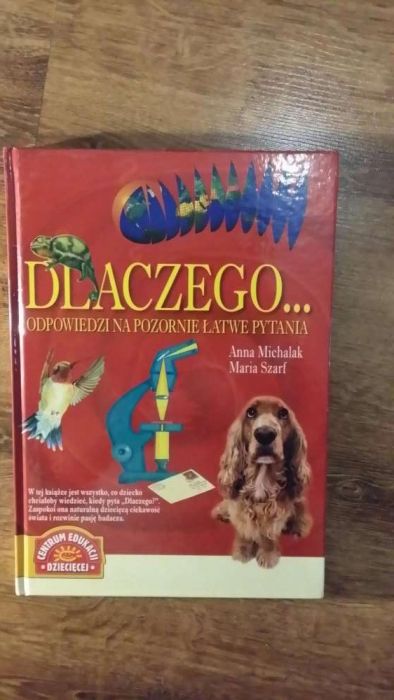 DLACZEGO...
ODPOWIEDZI NA POZORNIE ŁATWE PYTANIA
Anna Michalak
Maria Szarf
W tej książce jest wszystko, co dziecko
chciałoby wiedzieć, kiedy pyta „Dlaczego?".
Zaspokoi ona naturalną dziecięcą ciekawość
świata i rozwinie pasję badacza.
CENTRUM EDUKACJI
DZIECIĘCEJ